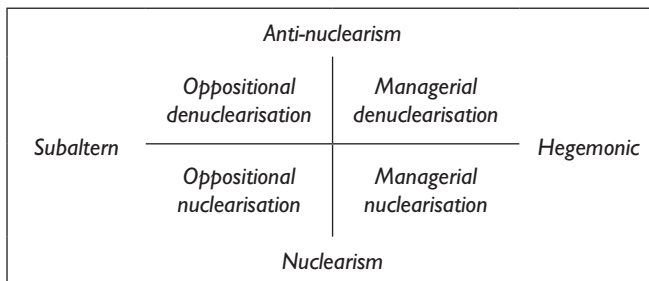 Anti-nuclearism
Oppositional Managerial
denuclearisation denuclearisation
Subaltern Hegemonic
Oppositional Managerial
nuclearisation nuclearisation
Nuclearism